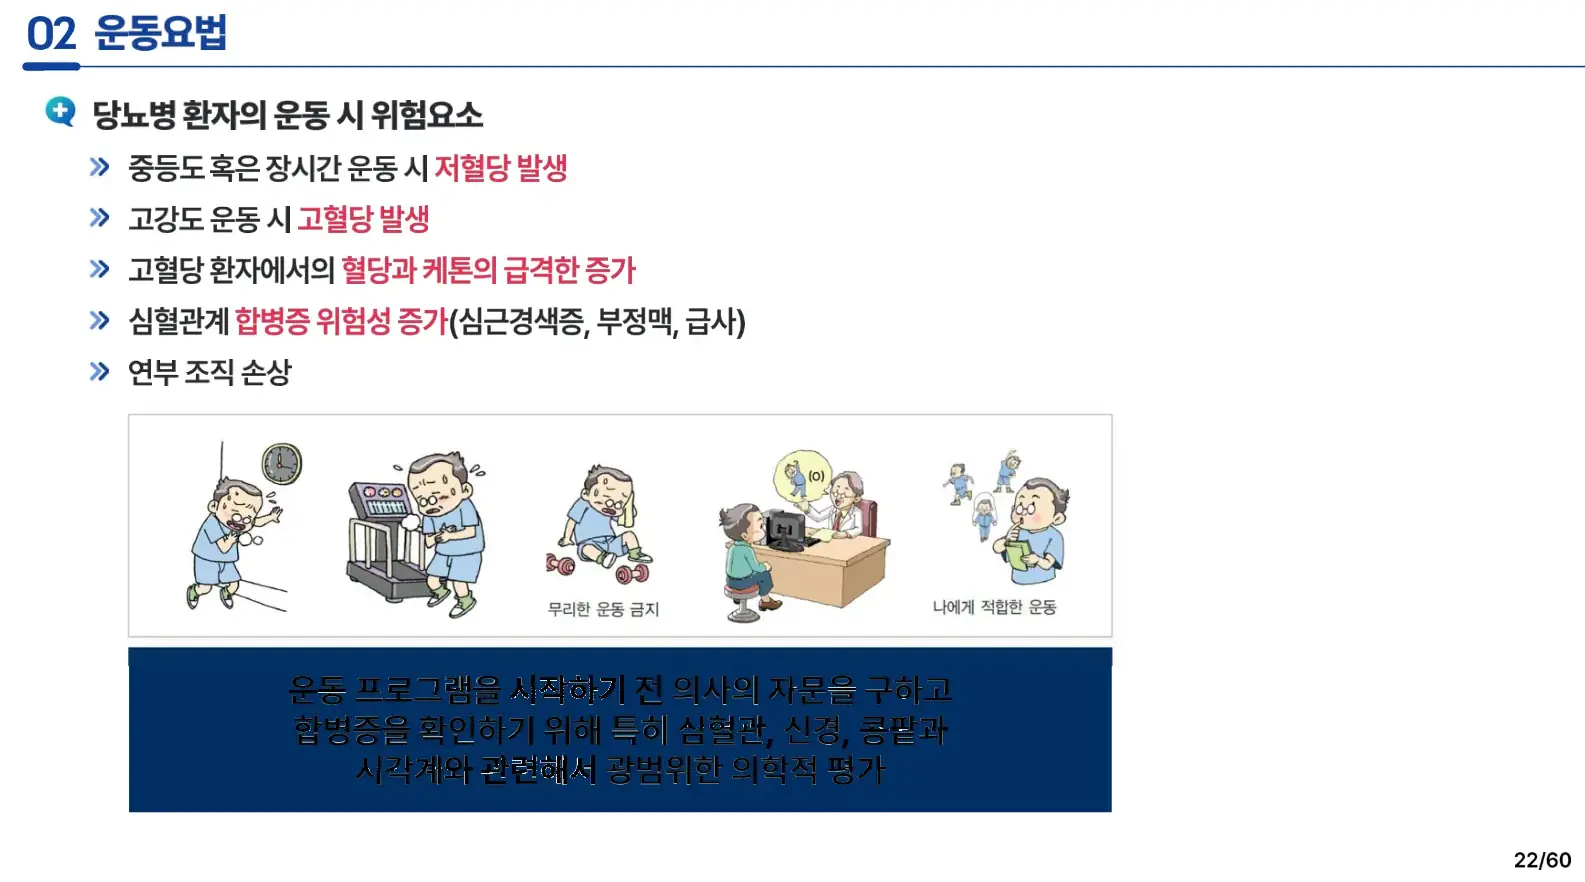 02 운동요법
당뇨병 환자의 운동 시 위험요소
중등도 혹은 장시간 운동 시 저혈당 발생
고강도 운동 시 고혈당 발생
고혈당 환자에서의 혈당과 케톤의 급격한 증가
심혈관계 합병증 위험성 증가(심근경색증, 부정맥, 급사)
연부 조직 손상
(O)
무리한 운동 금지
나에게 적합한 운동
운동 프로그램을 시작하기 전 의사의 자문을 구하고
합병증을 확인하기 위해 특히 심혈관, 신경, 콩팥과
시각계와 관련해서 광범위한 의학적 평가
22/60